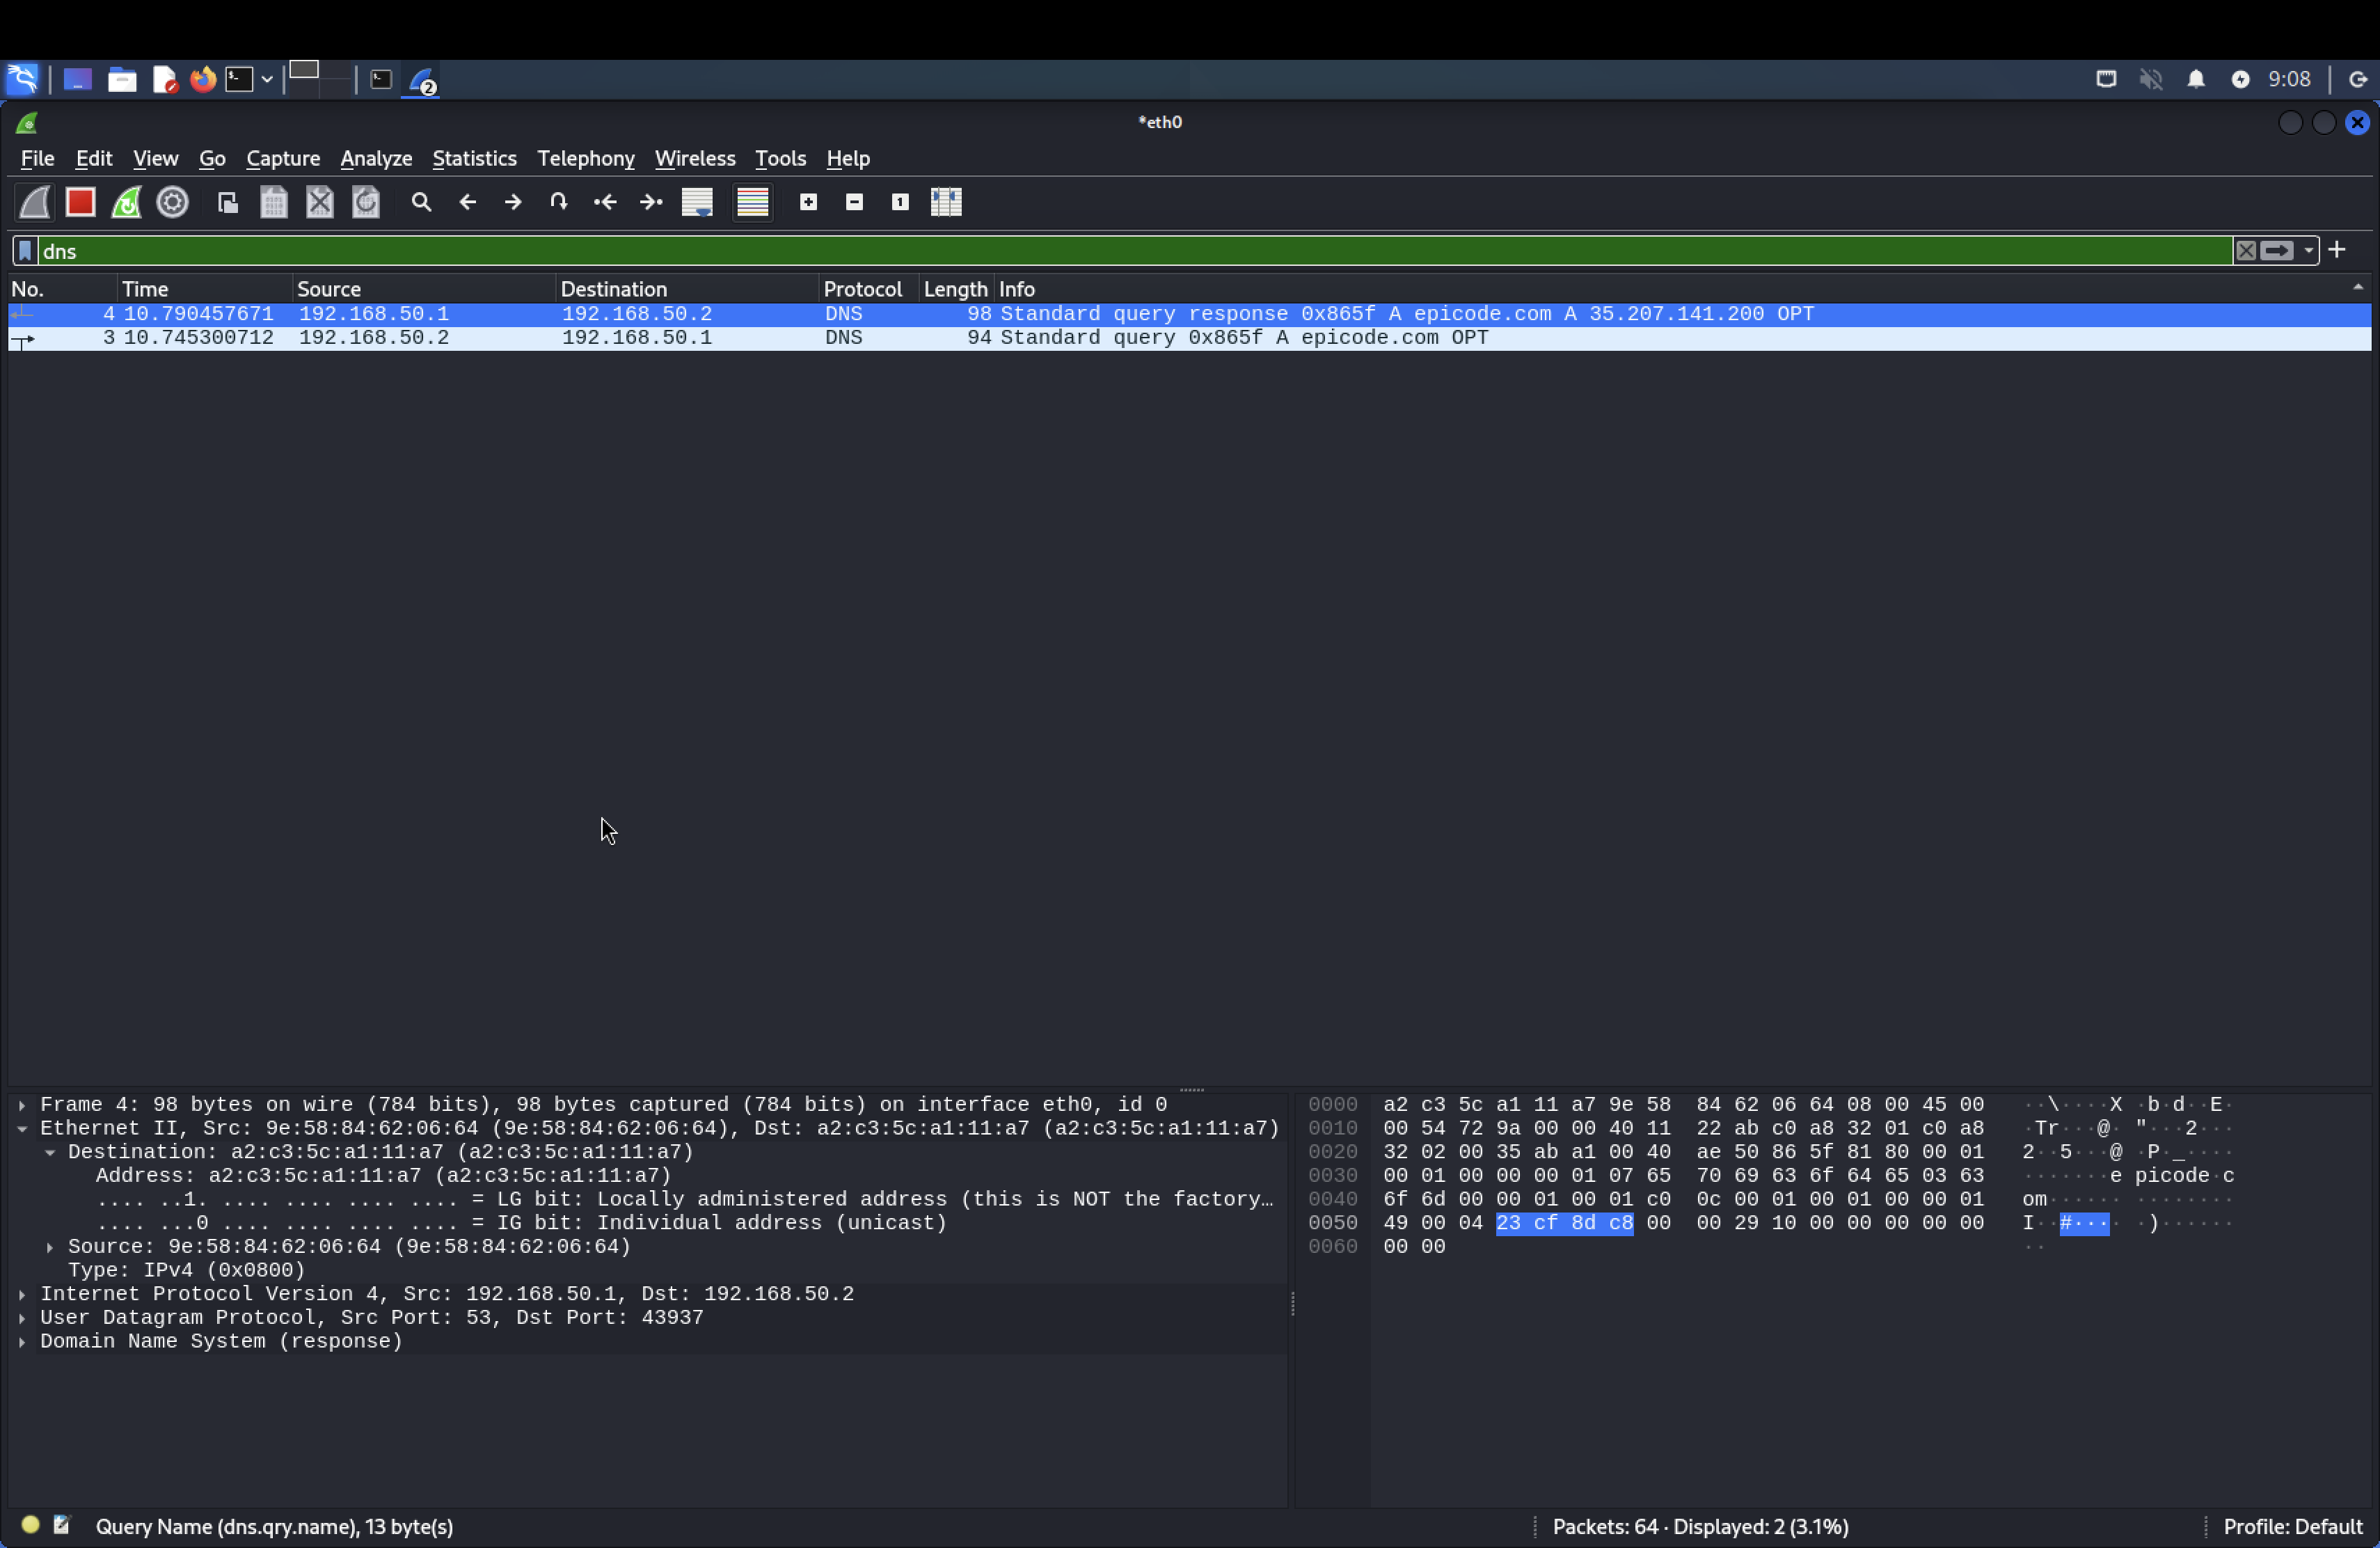 2 9:08
*eth0
File Edit View Go Capture Analyze Statistics Telephony Wireless Tools Help
dns
No. Time Source Destination Protocol Length Info
4 10.790457671 192.168.50.1 192.168.50.2 DNS 98 Standard query response 0x865f A epicode.com A 35.207.141.200 OPT
3 10.745300712 192.168.50.2 192.168.50.1 DNS 94 Standard query 0x865f A epicode.com OPT
Frame 4: 98 bytes on wire (784 bits), 98 bytes captured (784 bits) on interface eth0, id 0
Ethernet II, Src: 9e:58:84:62:06:64 (9e:58:84:62:06:64), Dst: a2:c3:5c:a1:11:a7 (a2:c3:5c:a1:11:a7)
Destination: a2:c3:5c:a1:11:a7 (a2:c3:5c:a1:11:a7)
Address: a2:c3:5c:a1:11:a7 (a2:c3:5c:a1:11:a7)
.... ..1. .... .... .... .... = LG bit: Locally administered address (this is NOT the factory…
.... ...0 .... .... .... .... = IG bit: Individual address (unicast)
Source: 9e:58:84:62:06:64 (9e:58:84:62:06:64)
Type: IPv4 (0x0800)
Internet Protocol Version 4, Src: 192.168.50.1, Dst: 192.168.50.2
User Datagram Protocol, Src Port: 53, Dst Port: 43937
Domain Name System (response)
0000 a2 c3 5c a1 11 a7 9e 58 84 62 06 64 08 00 45 00 ··\····X ·b·d··E·
0010 00 54 72 9a 00 00 40 11 22 ab c0 a8 32 01 c0 a8 ·Tr···@· "···2···
0020 32 02 00 35 ab a1 00 40 ae 50 86 5f 81 80 00 01 2··5···@ ·P·_····
0030 00 01 00 00 00 01 07 65 70 69 63 6f 64 65 03 63 ·······e picode·c
0040 6f 6d 00 00 01 00 01 c0 0c 00 01 00 01 00 00 01 om······ ········
0050 49 00 04 23 cf 8d c8 00 00 29 10 00 00 00 00 00 I··#···· ·)······
0060 00 00 ··
Query Name (dns.qry.name), 13 byte(s) Packets: 64 · Displayed: 2 (3.1%) Profile: Default